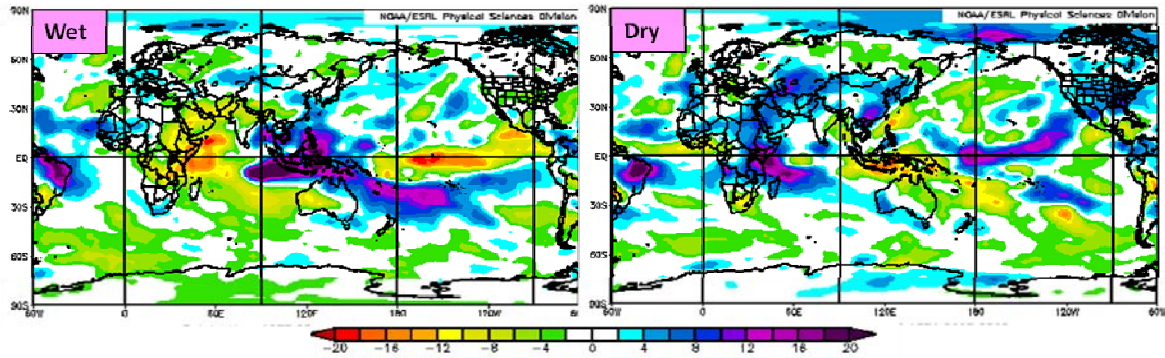 Wet
NOAA/ESRL Physical Sciences Division
90N
60N
30N
EQ
30S
60S
90S
60W
0
60E
120E
180
120W
Dry
NOAA/ESRL Physical Sciences Division
90N
60N
30N
EQ
30S
60S
90S
60W
0
60E
120E
180
120W
60W
-20 -16 -12 -8 -4 0 4 8 12 16 20